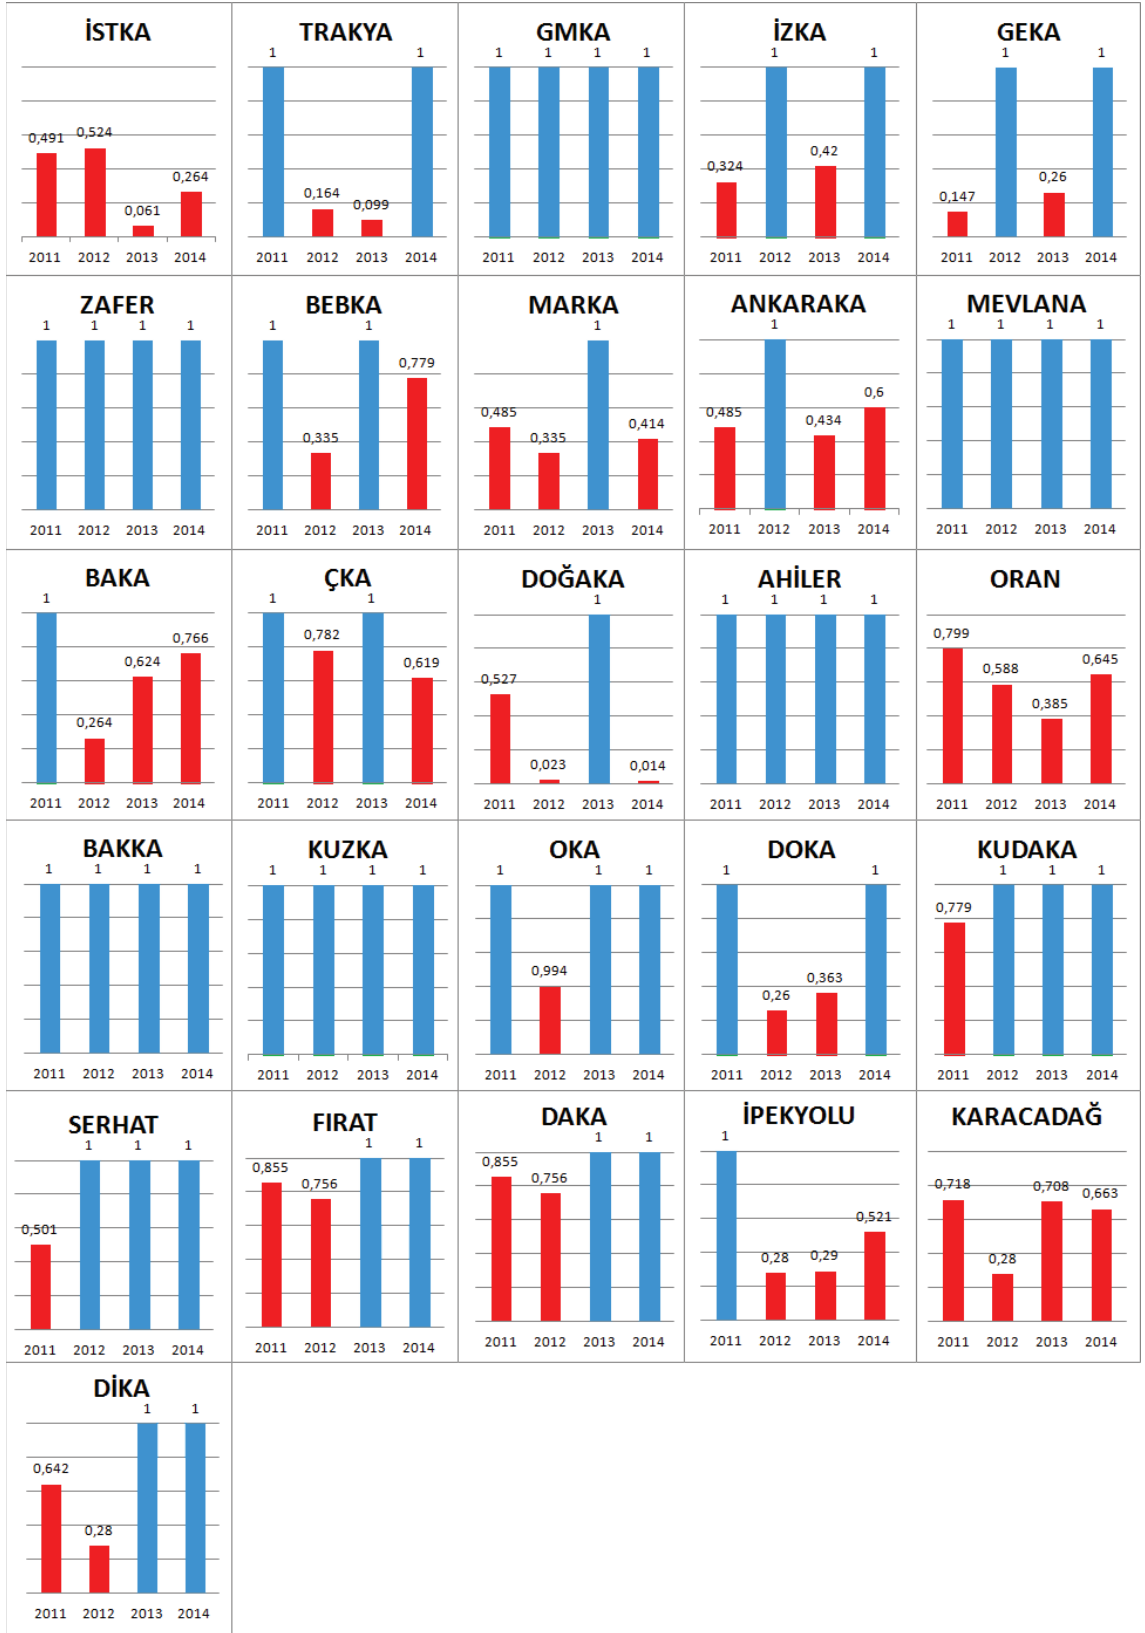 İSTKA
0,491 0,524 0,061 0,264
2011 2012 2013 2014
TRAKYA
1 0,164 0,099 1
2011 2012 2013 2014
GMKA
1 1 1 1
2011 2012 2013 2014
İZKA
0,324 1 0,42 1
2011 2012 2013 2014
GEKA
0,147 1 0,26 1
2011 2012 2013 2014
ZAFER
1 1 1 1
2011 2012 2013 2014
BEBKA
1 0,335 1 0,779
2011 2012 2013 2014
MARKA
0,485 0,335 1 0,414
2011 2012 2013 2014
ANKARAKA
0,485 1 0,434 0,6
2011 2012 2013 2014
MEVLANA
1 1 1 1
2011 2012 2013 2014
BAKA
1 0,264 0,624 0,766
2011 2012 2013 2014
ÇKA
1 0,782 1 0,619
2011 2012 2013 2014
DOĞAKA
0,527 0,023 1 0,014
2011 2012 2013 2014
AHİLER
1 1 1 1
2011 2012 2013 2014
ORAN
0,799 0,588 0,385 0,645
2011 2012 2013 2014
BAKKA
1 1 1 1
2011 2012 2013 2014
KUZKA
1 1 1 1
2011 2012 2013 2014
OKA
1 0,994 1 1
2011 2012 2013 2014
DOKA
1 0,26 0,363 1
2011 2012 2013 2014
KUDAKA
0,779 1 1 1
2011 2012 2013 2014
SERHAT
0,501 1 1 1
2011 2012 2013 2014
FIRAT
0,855 0,756 1 1
2011 2012 2013 2014
DAKA
0,855 0,756 1 1
2011 2012 2013 2014
İPEKYOLU
1 0,28 0,29 0,521
2011 2012 2013 2014
KARACADAĞ
0,718 0,28 0,708 0,663
2011 2012 2013 2014
DİKA
0,642 0,28 1 1
2011 2012 2013 2014